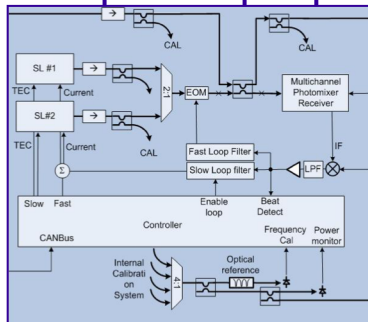 CAL
CAL
SL #1
TEC
Current
SL#2
2:1
EOM
Multichannel
Photomixer
Receiver
CAL
TEC
Current
Fast Loop Filter
IF
Σ
Slow Loop filter
LPF
Slow
Fast
Enable
loop
Beat
Detect
Controller
CANBus
Frequency
Cal
Power
monitor
Internal
Calibrati
on
System
4:1
Optical
reference